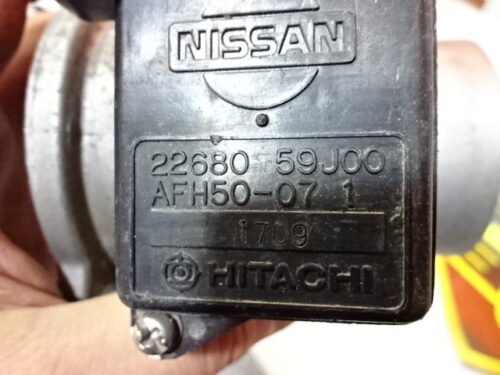 NISSAN
22680 59J00
AFH50-07 1
1709
HITACHI